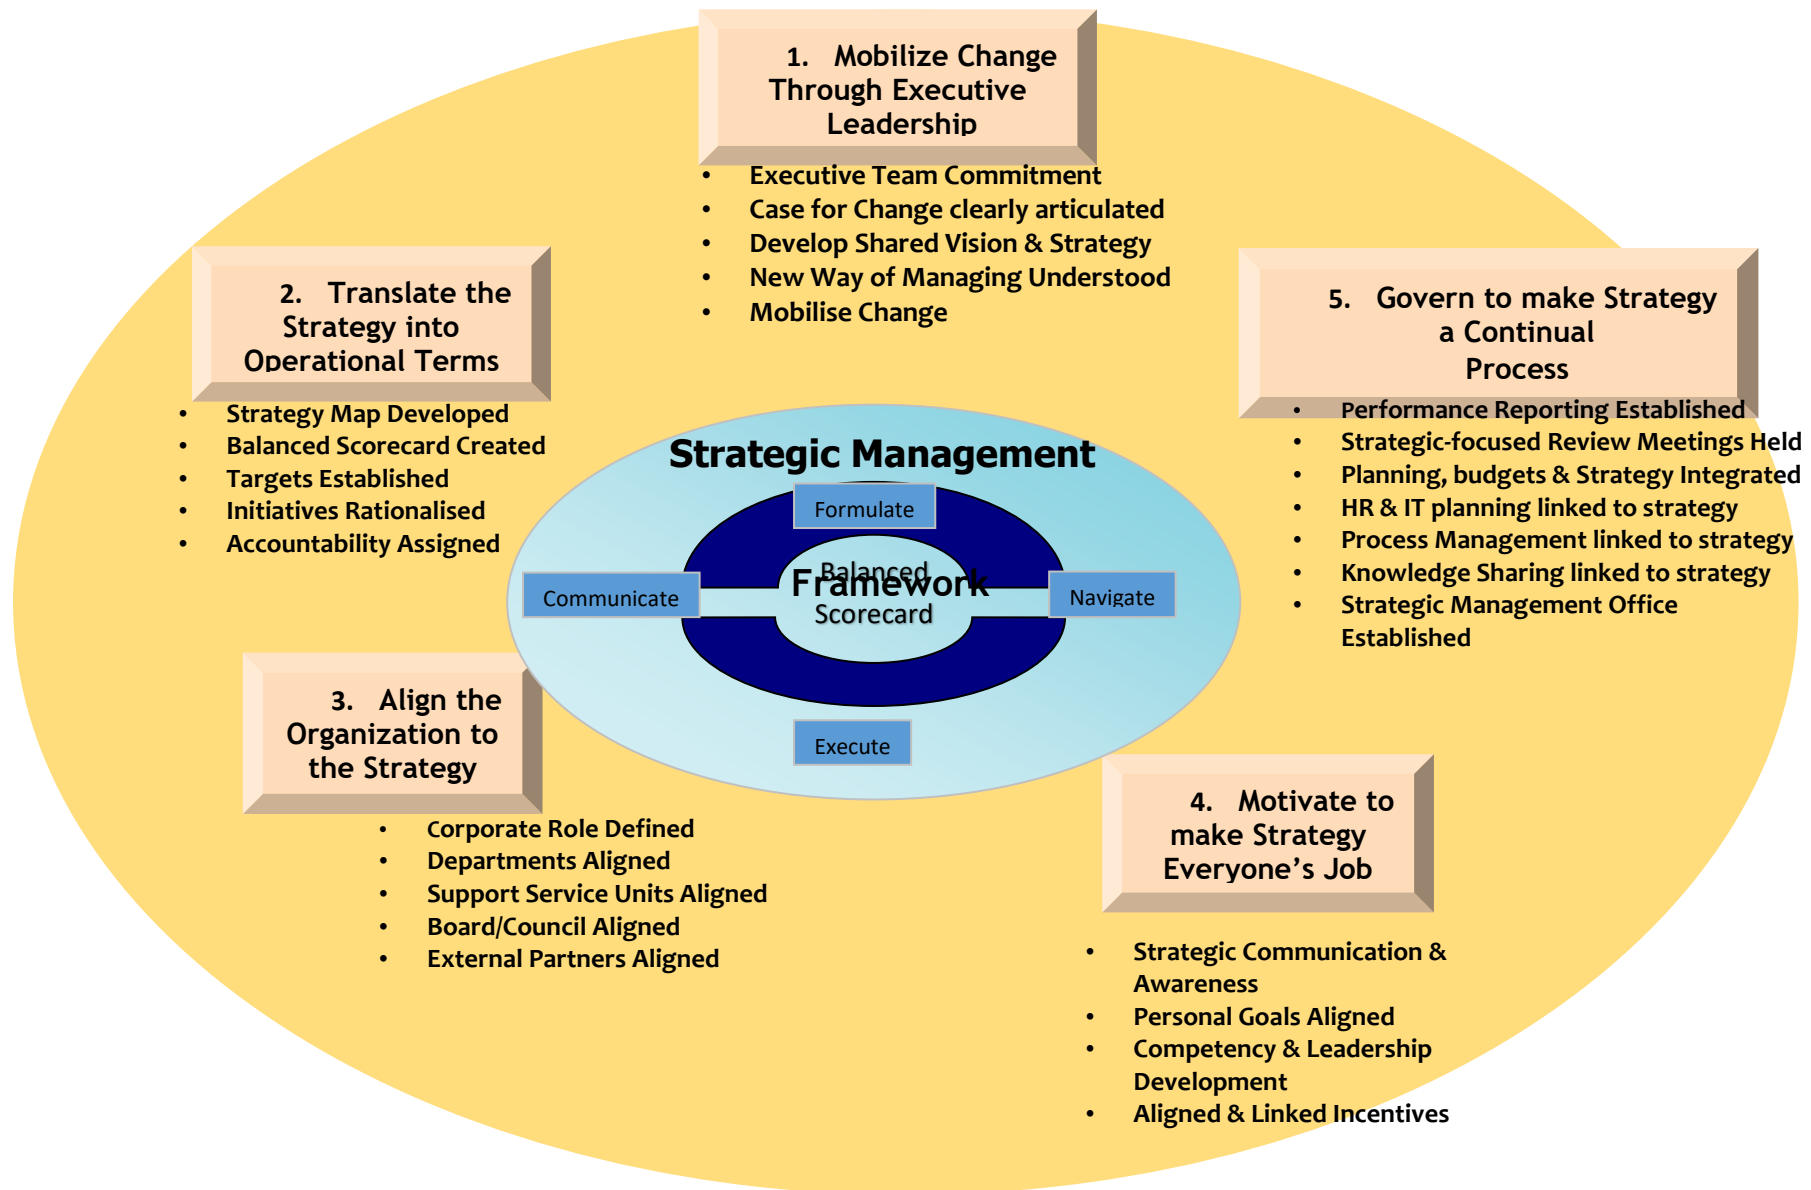 1. Mobilize Change
Through Executive
Leadership
• Executive Team Commitment
• Case for Change clearly articulated
• Develop Shared Vision & Strategy
• New Way of Managing Understood
• Mobilise Change
2. Translate the
Strategy into
Operational Terms
• Strategy Map Developed
• Balanced Scorecard Created
• Targets Established
• Initiatives Rationalised
• Accountability Assigned
5. Govern to make Strategy
a Continual
Process
• Performance Reporting Established
• Strategic-focused Review Meetings Held
• Planning, budgets & Strategy Integrated
• HR & IT planning linked to strategy
• Process Management linked to strategy
• Knowledge Sharing linked to strategy
• Strategic Management Office
Established
Strategic Management
Framework
Formulate
Balanced
Scorecard
Communicate
Navigate
Execute
3. Align the
Organization to
the Strategy
• Corporate Role Defined
• Departments Aligned
• Support Service Units Aligned
• Board/Council Aligned
• External Partners Aligned
4. Motivate to
make Strategy
Everyone’s Job
• Strategic Communication &
Awareness
• Personal Goals Aligned
• Competency & Leadership
Development
• Aligned & Linked Incentives